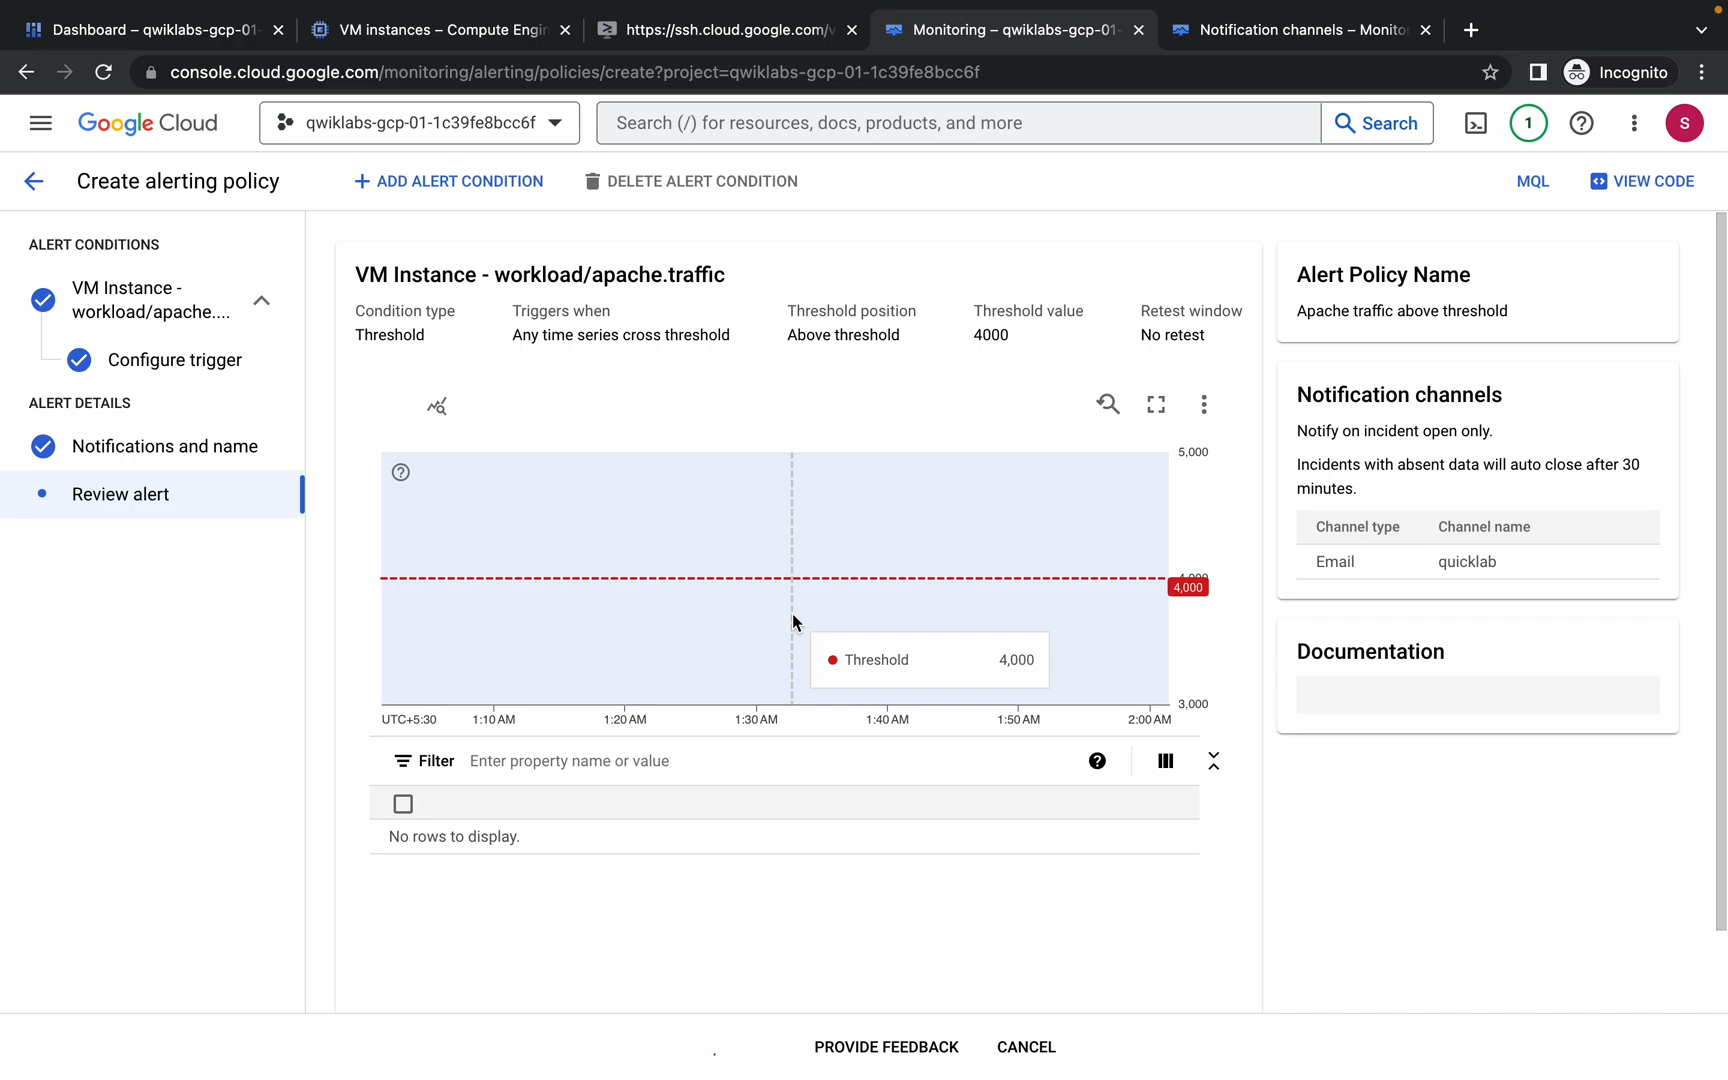 Dashboard – qwiklabs-gcp-01-
VM instances – Compute Engin
https://ssh.cloud.google.com/v
Monitoring – qwiklabs-gcp-01-
Notification channels – Monito
console.cloud.google.com/monitoring/alerting/policies/create?project=qwiklabs-gcp-01-1c39fe8bcc6f
Incognito
Google Cloud
qwiklabs-gcp-01-1c39fe8bcc6f
Search (/) for resources, docs, products, and more
Search
1
S
Create alerting policy
ADD ALERT CONDITION
DELETE ALERT CONDITION
MQL
VIEW CODE
ALERT CONDITIONS
VM Instance -
workload/apache....
Configure trigger
ALERT DETAILS
Notifications and name
Review alert
VM Instance - workload/apache.traffic
Condition type
Triggers when
Threshold position
Threshold value
Retest window
Threshold
Any time series cross threshold
Above threshold
4000
No retest
5,000
4,000
4,000
Threshold 4,000
3,000
UTC+5:30
1:10 AM
1:20 AM
1:30 AM
1:40 AM
1:50 AM
2:00 AM
Filter
Enter property name or value
No rows to display.
Alert Policy Name
Apache traffic above threshold
Notification channels
Notify on incident open only.
Incidents with absent data will auto close after 30
minutes.
Channel type
Channel name
Email
quicklab
Documentation
PROVIDE FEEDBACK
CANCEL